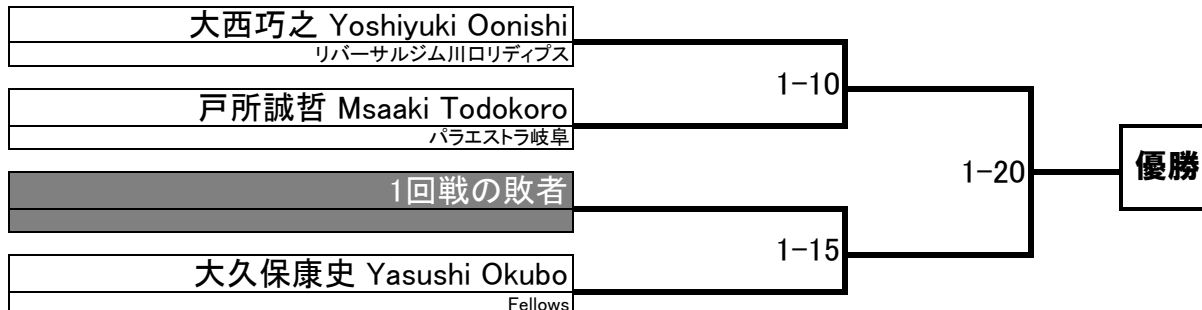 大西巧之 Yoshiyuki Oonishi
リバーサルジム川口リディプス
1-10
戸所誠哲 Msaaki Todokoro
パラエストラ岐阜
1-20
優勝
1回戦の敗者
1-15
大久保康史 Yasushi Okubo
Fellows